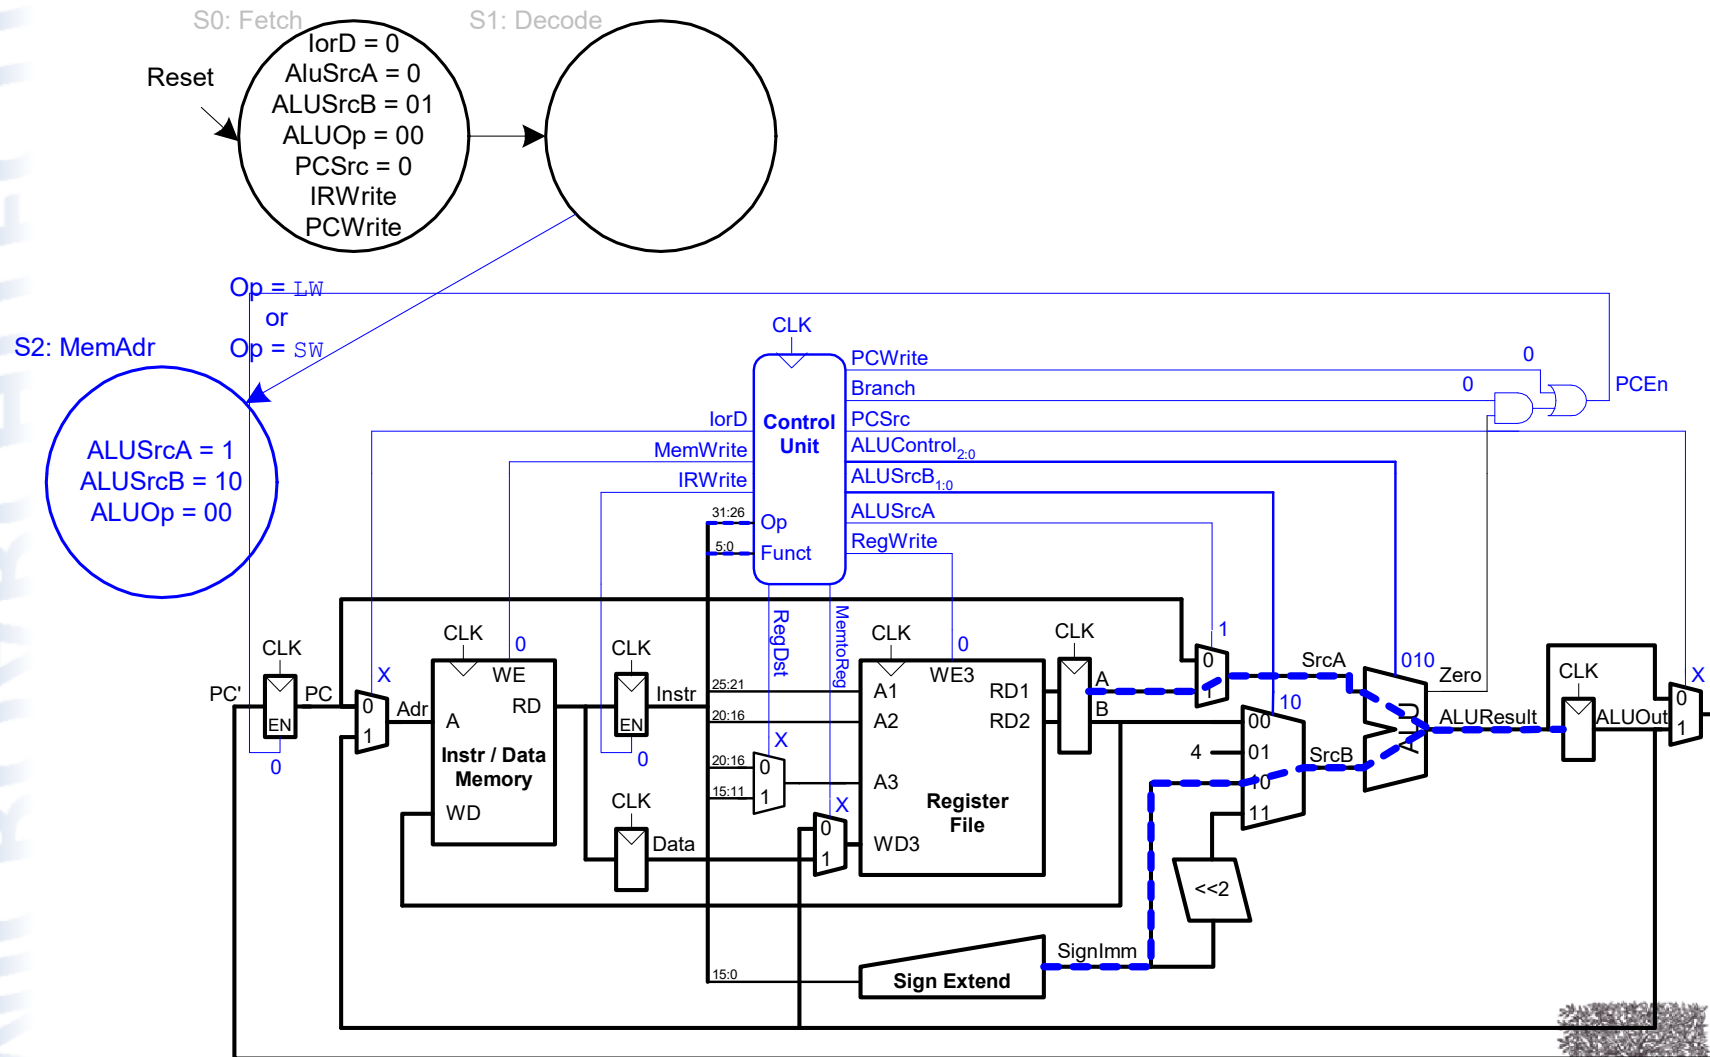 S0: Fetch
S1: Decode
Reset
IorD = 0
AluSrcA = 0
ALUSrcB = 01
ALUOp = 00
PCSrc = 0
IRWrite
PCWrite
Op = LW
or
Op = SW
S2: MemAdr
ALUSrcA = 1
ALUSrcB = 10
ALUOp = 00
CLK
PCWrite
Branch
PCSrc
ALUControl2:0
ALUSrcB1:0
ALUSrcA
RegWrite
IorD
MemWrite
IRWrite
Control
Unit
31:26
Op
5:0
Funct
RegDst
MemtoReg
0
0
PCEn
PC'
CLK
EN
0
PC
X
0
1
Adr
CLK
0
WE
A
RD
Instr / Data
Memory
WD
CLK
EN
0
Instr
CLK
Data
25:21
20:16
20:16
15:11
15:0
X
0
1
X
0
1
CLK
0
WE3
A1
A2
A3
WD3
RD1
RD2
Register
File
CLK
A
B
1
0
1
SrcA
10
00
4
01
10
11
SrcB
<<2
Sign Extend
SignImm
ALU
010
Zero
ALUResult
CLK
ALUOut
X
0
1